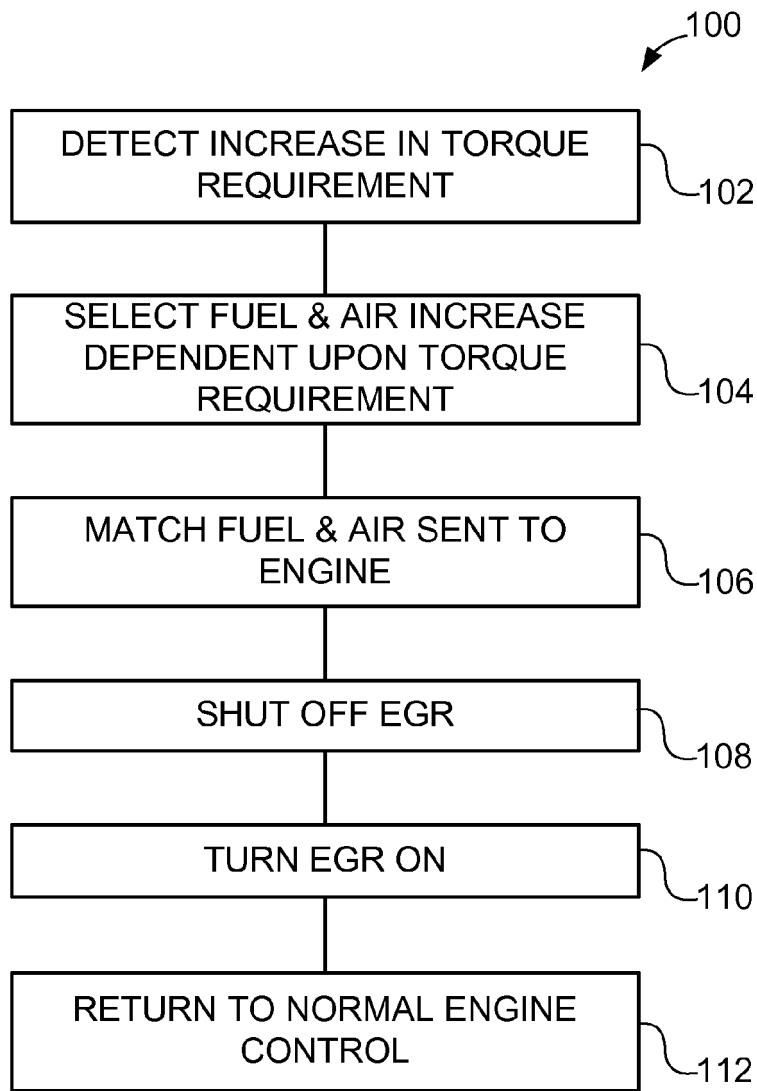 100
DETECT INCREASE IN TORQUE
REQUIREMENT
102
SELECT FUEL & AIR INCREASE
DEPENDENT UPON TORQUE
REQUIREMENT
104
MATCH FUEL & AIR SENT TO
ENGINE
106
SHUT OFF EGR
108
TURN EGR ON
110
RETURN TO NORMAL ENGINE
CONTROL
112